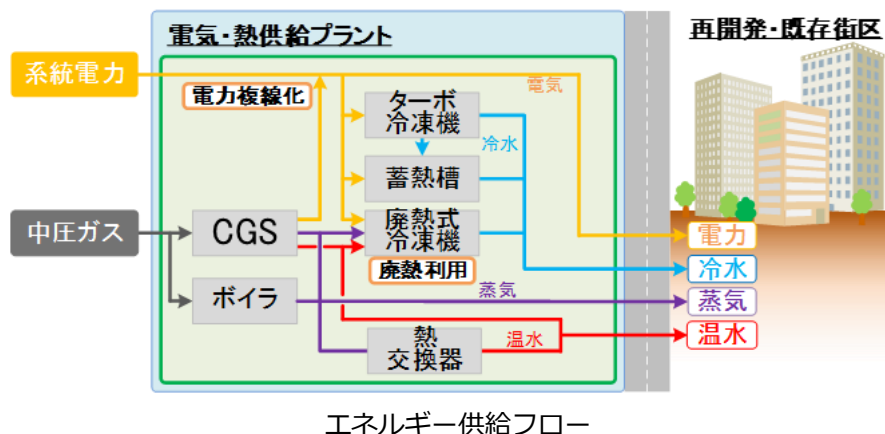 電気・熱供給プラント
再開発・既存街区
系統電力
電力複線化
電気
ターボ
冷凍機
冷水
蓄熱槽
中圧ガス
CGS
廃熱式
冷凍機
廃熱利用
電力
冷水
ボイラ
蒸気
蒸気
熱
交換器
温水
温水
エネルギー供給フロー